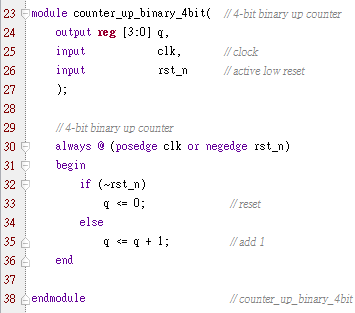 23 module counter_up_binary_4bit( // 4-bit binary up counter
24 output reg [3:0] q,
25 input clk, // clock
26 input rst_n // active low reset
27 );
28
29 // 4-bit binary up counter
30 always @ (posedge clk or negedge rst_n)
31 begin
32 if (~rst_n)
33 q <= 0; // reset
34 else
35 q <= q + 1; // add 1
36 end
37
38 endmodule // counter_up_binary_4bit